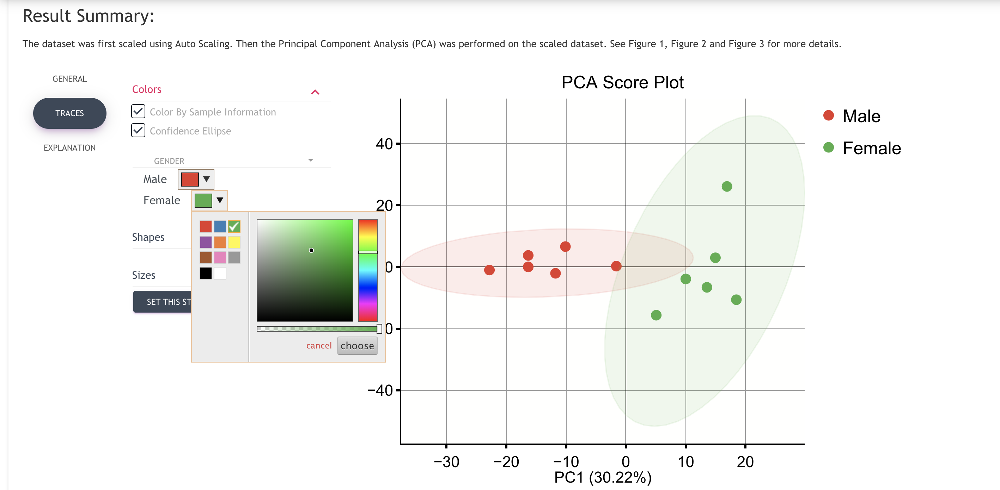 Result Summary:
The dataset was first scaled using Auto Scaling. Then the Principal Component Analysis (PCA) was performed on the scaled dataset. See Figure 1, Figure 2 and Figure 3 for more details.
GENERAL
TRACES
EXPLANATION
Colors
Color By Sample Information
Confidence Ellipse
GENDER
Male
Female
Shapes
Sizes
SET THIS ST
cancel
choose
PCA Score Plot
40
20
0
0
−40
−30
−20
−10
0
10
20
PC1 (30.22%)
Male
Female